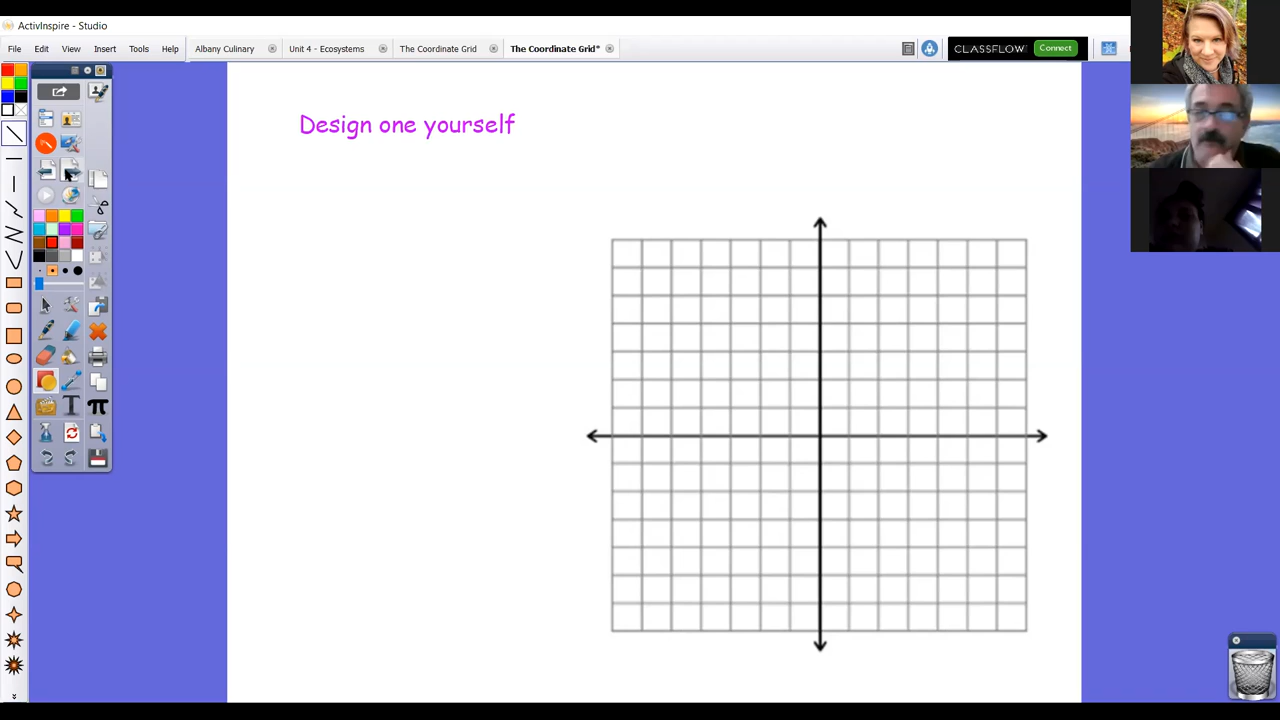 ActivInspire - Studio
File Edit View Insert Tools Help
Albany Culinary Unit 4 - Ecosystems The Coordinate Grid The Coordinate Grid* CLASSFLOW Connect
Design one yourself
T π